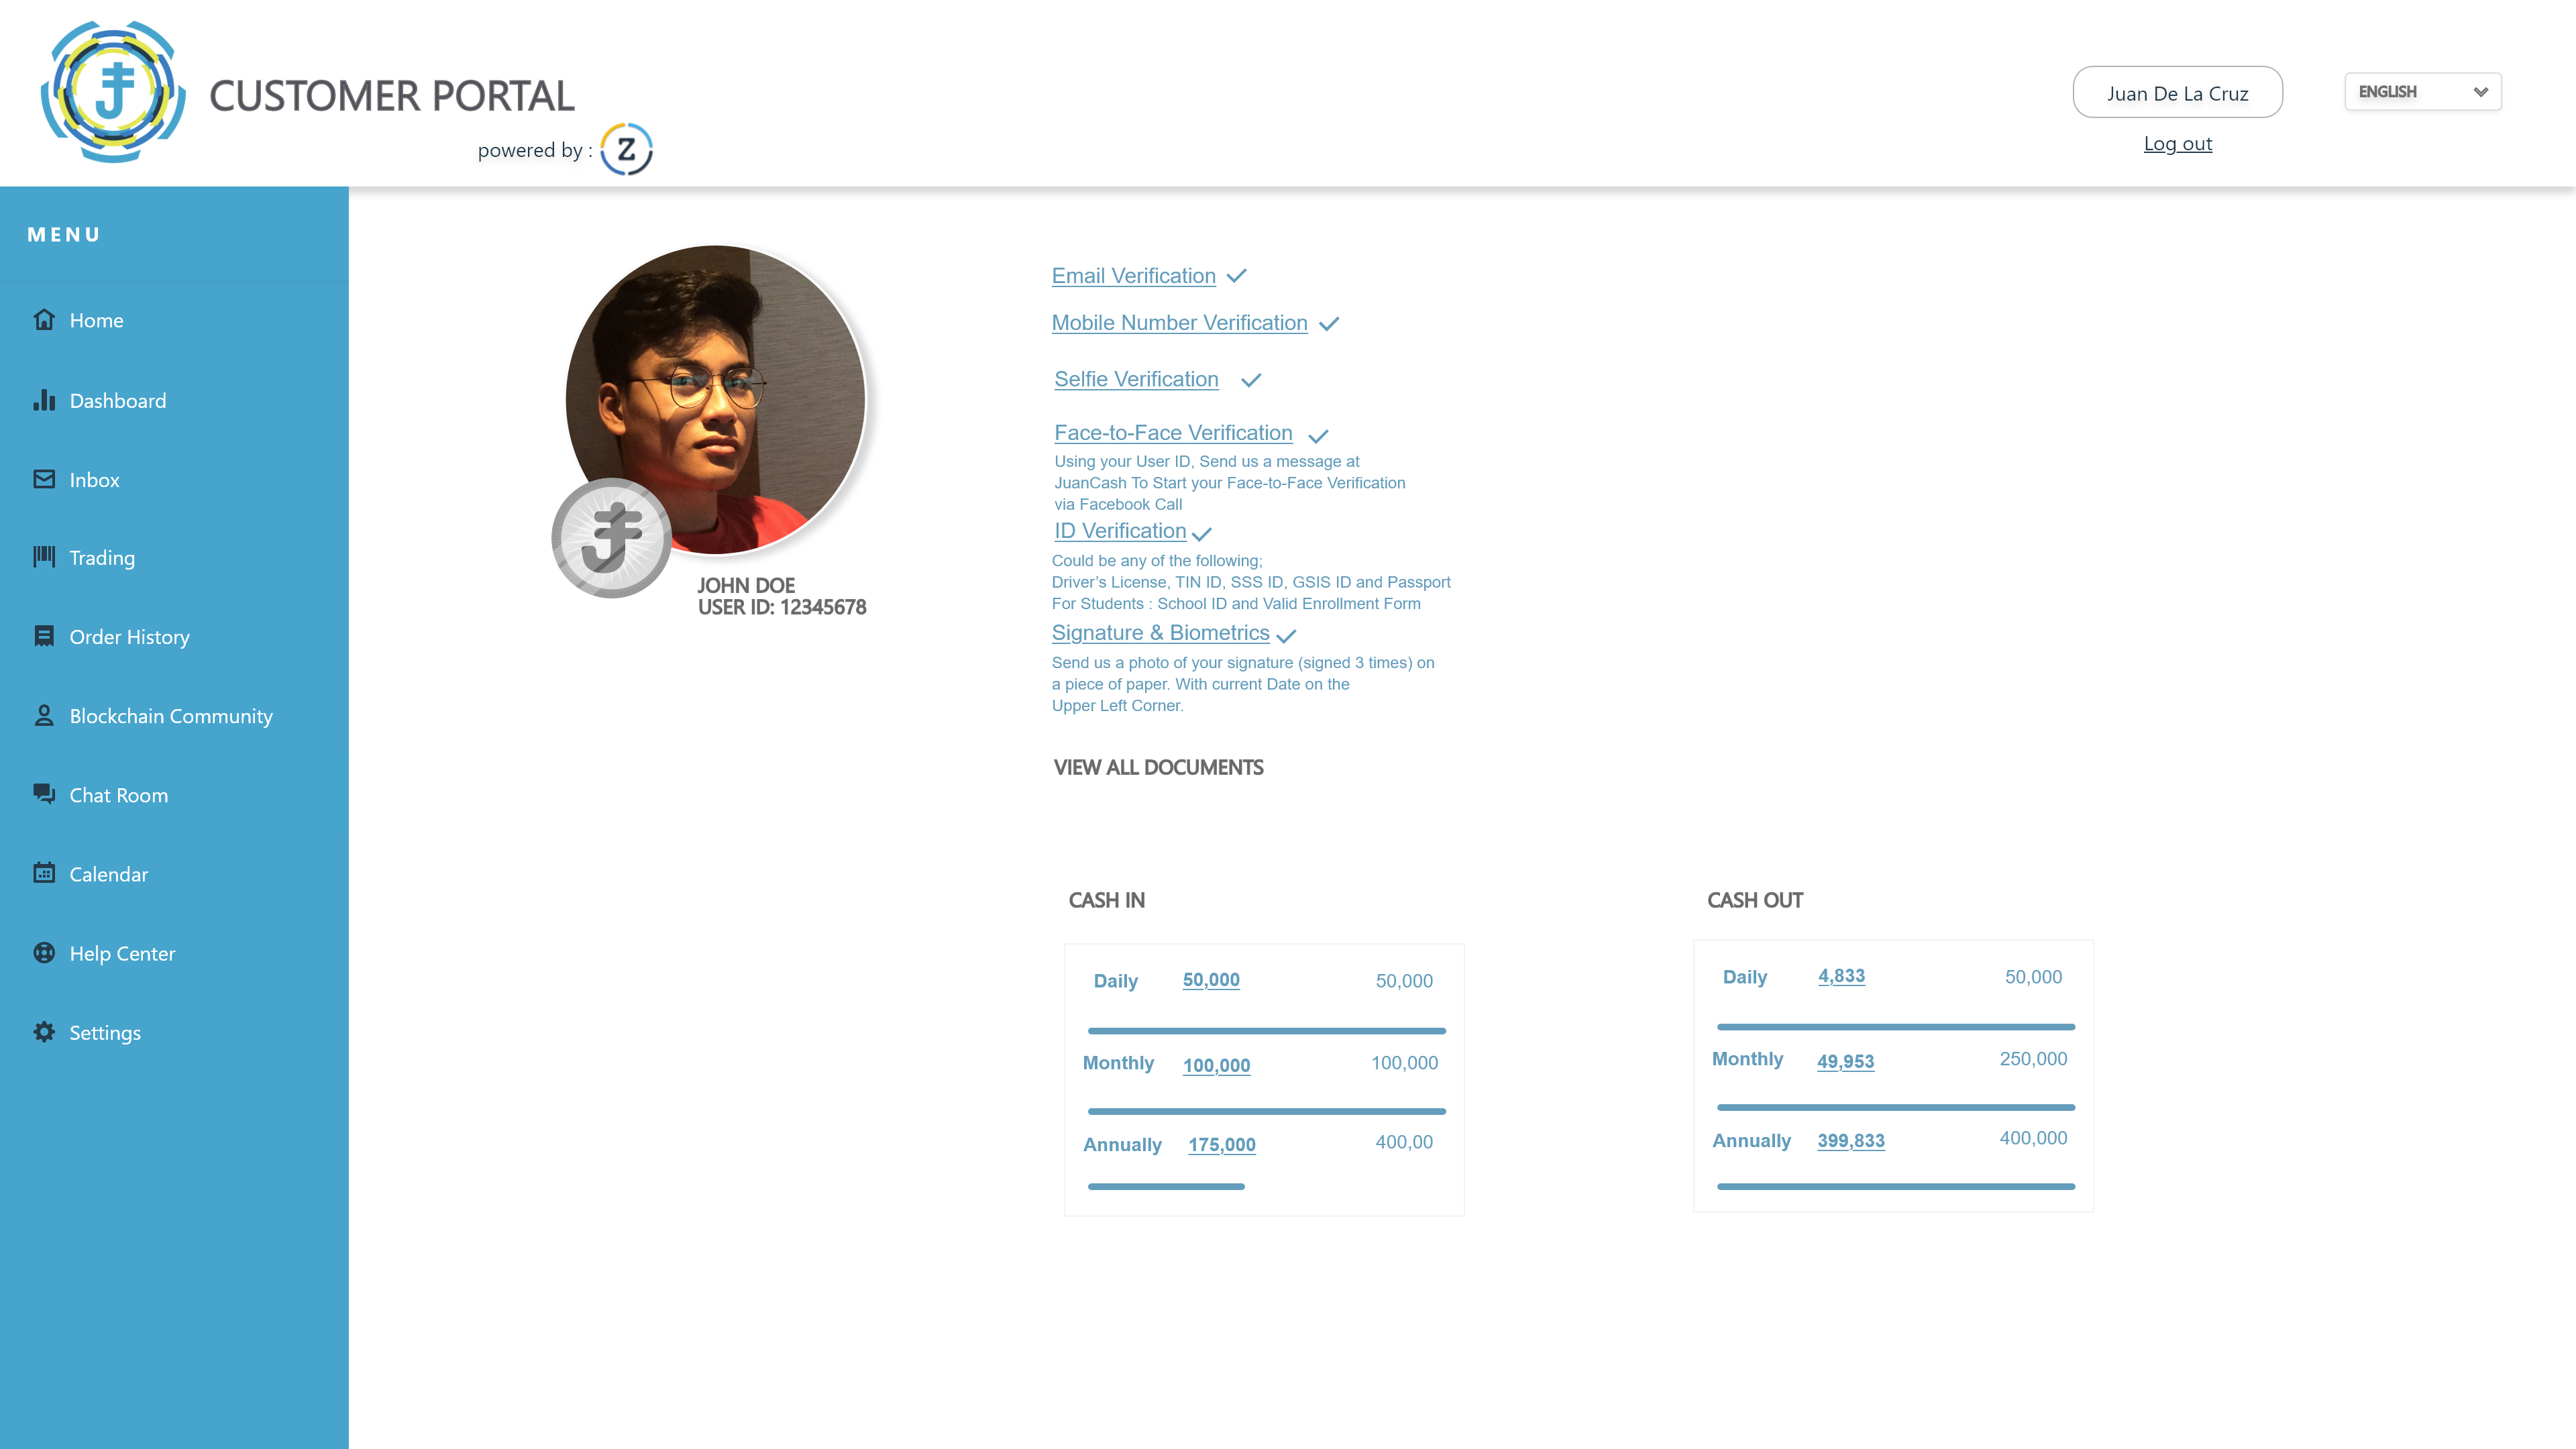 CUSTOMER PORTAL
powered by :
Z
Juan De La Cruz
Log out
ENGLISH
MENU
Home
Dashboard
Inbox
Trading
Order History
Blockchain Community
Chat Room
Calendar
Help Center
Settings
JOHN DOE
USER ID: 12345678
Email Verification
Mobile Number Verification
Selfie Verification
Face-to-Face Verification
Using your User ID, Send us a message at
JuanCash To Start your Face-to-Face Verification
via Facebook Call
ID Verification
Could be any of the following;
Driver’s License, TIN ID, SSS ID, GSIS ID and Passport
For Students : School ID and Valid Enrollment Form
Signature & Biometrics
Send us a photo of your signature (signed 3 times) on
a piece of paper. With current Date on the
Upper Left Corner.
VIEW ALL DOCUMENTS
CASH IN
Daily 50,000 50,000
Monthly 100,000 100,000
Annually 175,000 400,00
CASH OUT
Daily 4,833 50,000
Monthly 49,953 250,000
Annually 399,833 400,000